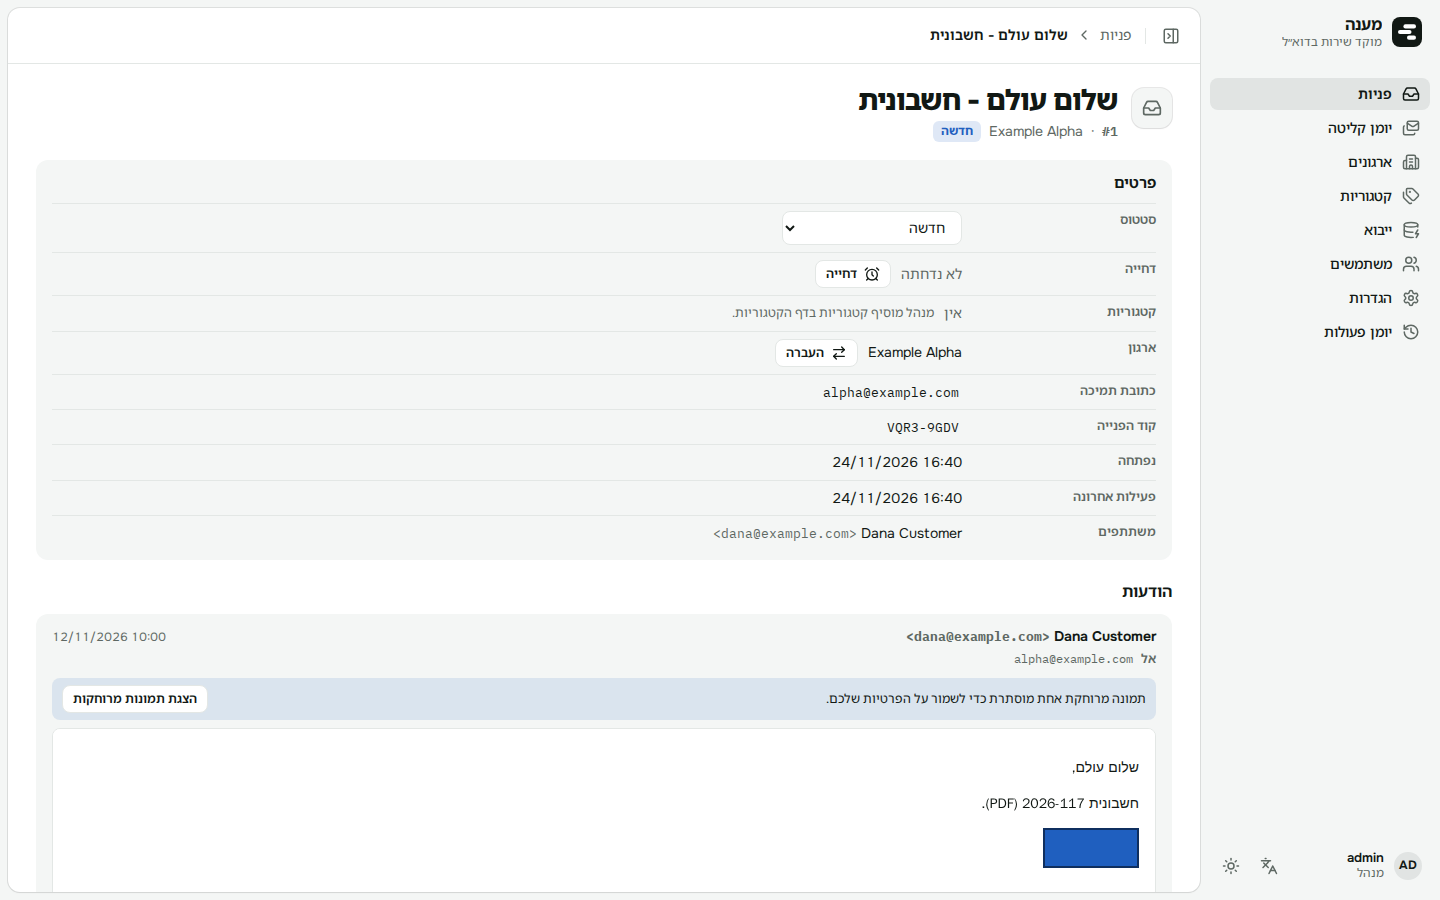 מענה
מוקד שירות בדוא״ל
פניות
יומן קליטה
ארגונים
קטגוריות
ייבוא
משתמשים
הגדרות
יומן פעולות
AD
admin
מנהל
פניות
שלום עולם - חשבונית
שלום עולם - חשבונית
#1 · Example Alpha חדשה
פרטים
סטטוס חדשה
דחייה לא נדחתה דחייה
קטגוריות אין מנהל מוסיף קטגוריות בדף הקטגוריות.
ארגון Example Alpha העברה
כתובת תמיכה alpha@example.com
קוד הפנייה VQR3-9GDV
נפתחה 24/11/2026 16:40
פעילות אחרונה 24/11/2026 16:40
משתתפים Dana Customer <dana@example.com>
הודעות
Dana Customer <dana@example.com> 12/11/2026 10:00
אל alpha@example.com
תמונה מרוחקת אחת מוסתרת כדי לשמור על הפרטיות שלכם. הצגת תמונות מרוחקות
שלום עולם,
חשבונית 2026-117 (PDF).